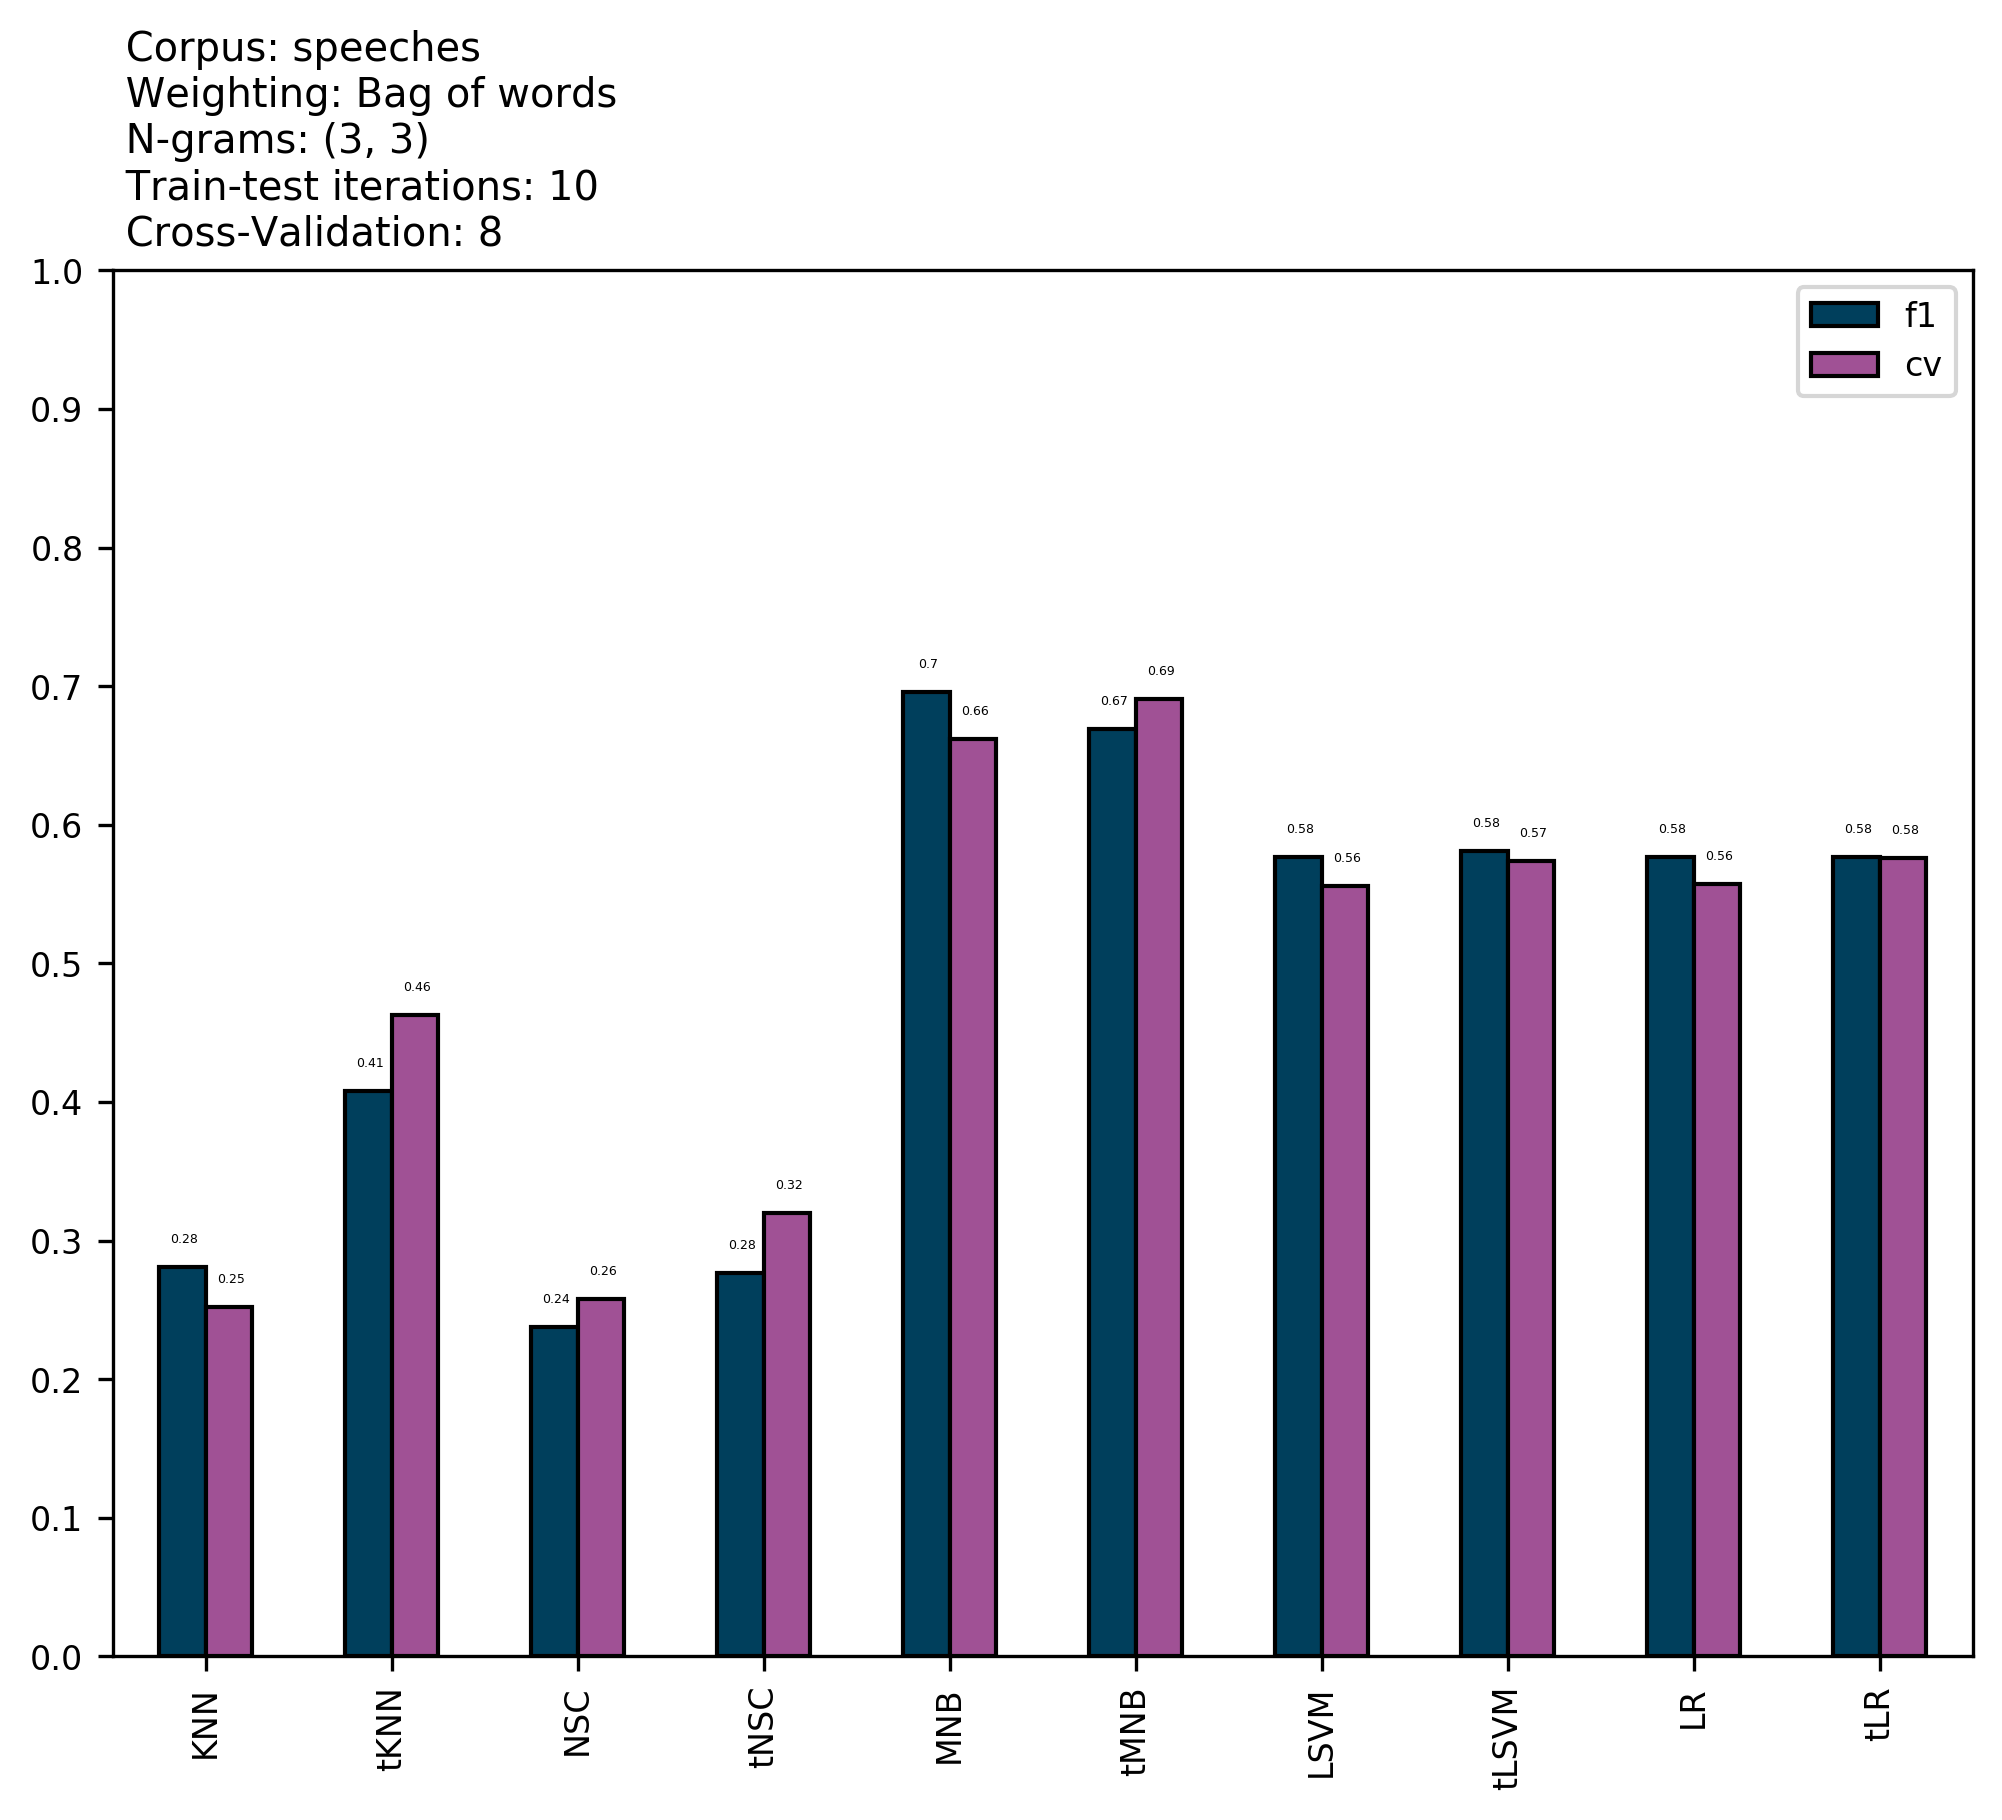 Corpus: speeches
Weighting: Bag of words
N-grams: (3, 3)
Train-test iterations: 10
Cross-Validation: 8
1.0
f1
cv
0.9
0.8
0.7
0.6
0.5
0.4
0.3
0.2
0.1
0.0
0.28
0.25
0.41
0.46
0.24
0.26
0.28
0.32
0.7
0.66
0.67
0.69
0.58
0.56
0.58
0.57
0.58
0.56
0.58
0.58
KNN
tKNN
NSC
tNSC
MNB
tMNB
LSVM
tLSVM
LR
tLR